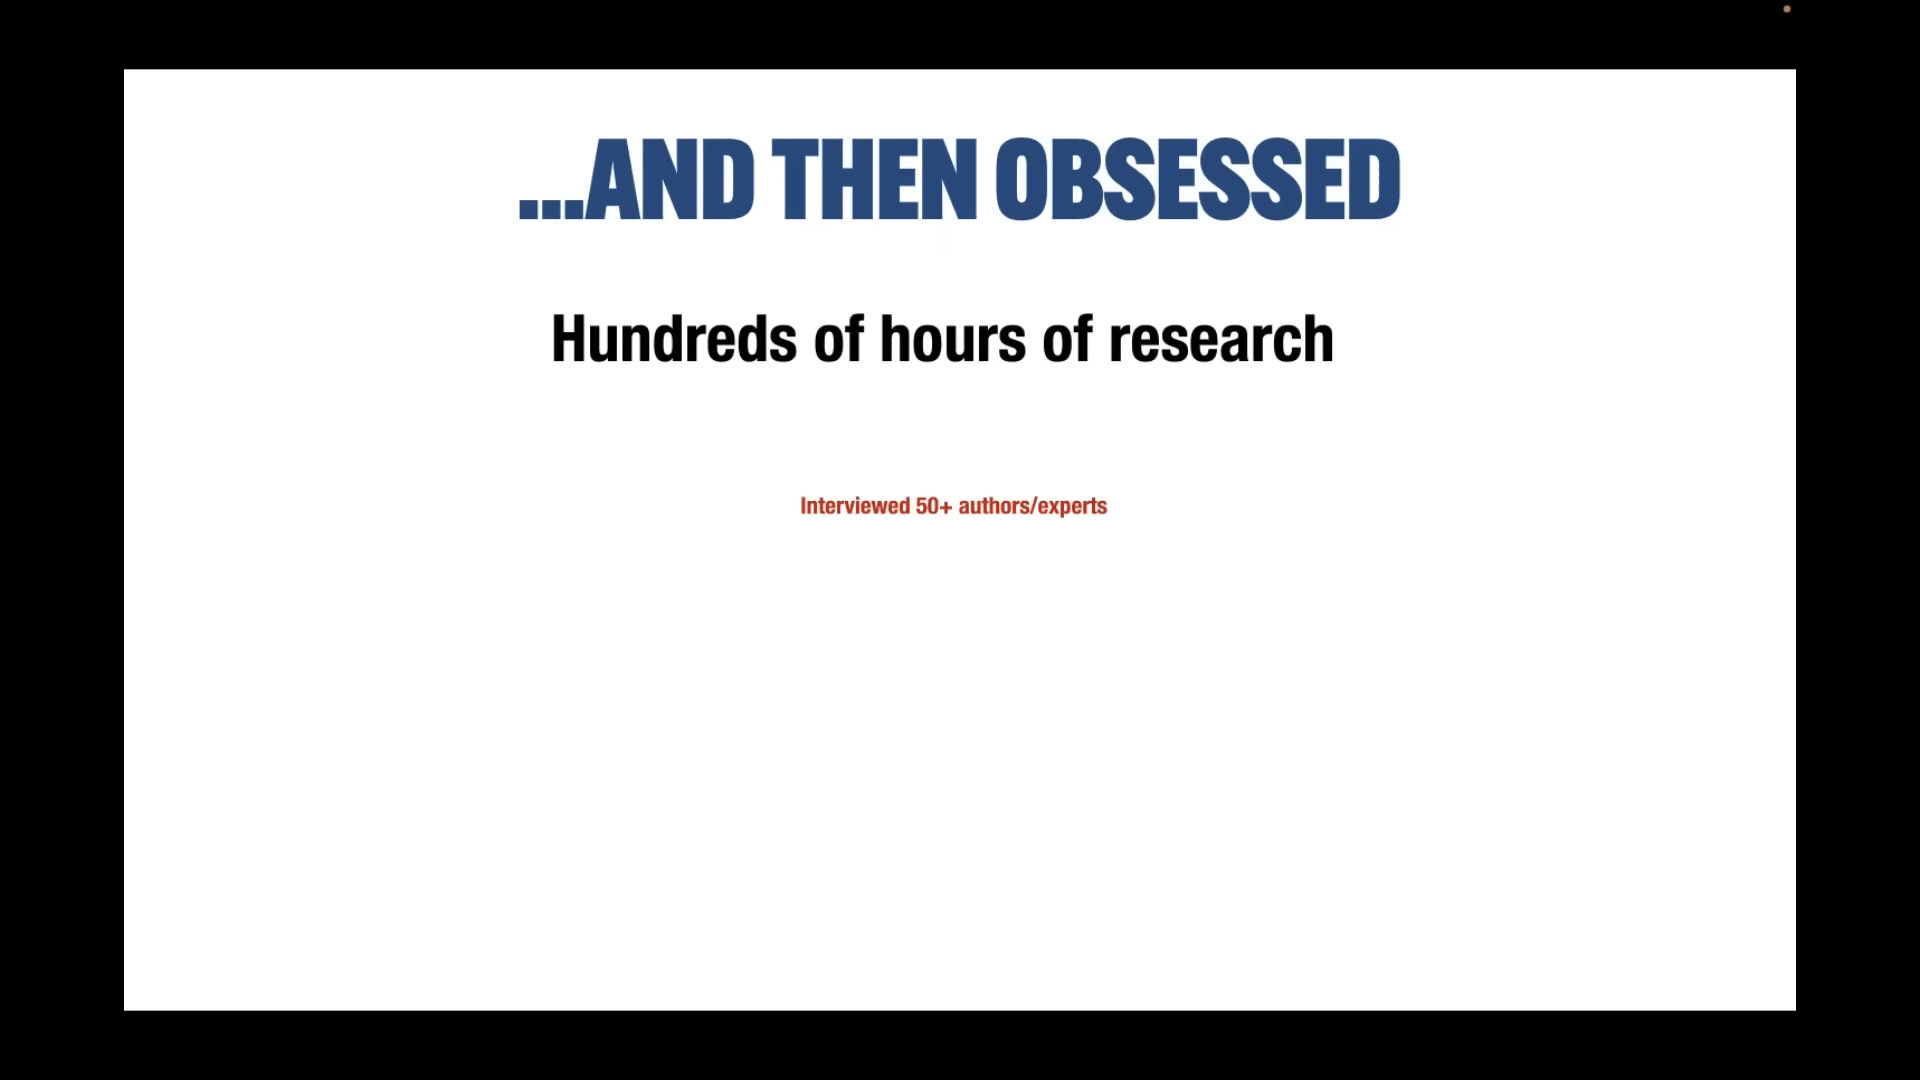 ...AND THEN OBSESSED
Hundreds of hours of research
Interviewed 50+ authors/experts